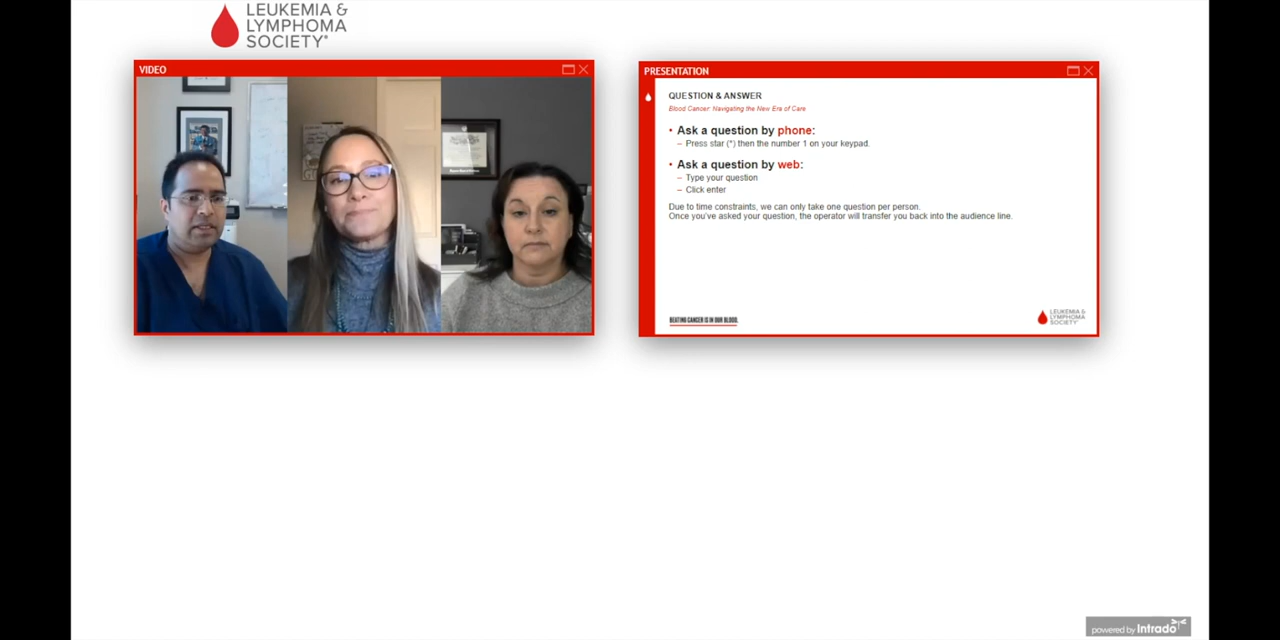 LEUKEMIA &
LYMPHOMA
SOCIETY®
VIDEO
PRESENTATION
QUESTION & ANSWER
Blood Cancer: Navigating the New Era of Care
• Ask a question by phone:
– Press star (*) then the number 1 on your keypad.
• Ask a question by web:
– Type your question
– Click enter
Due to time constraints, we can only take one question per person.
Once you've asked your question, the operator will transfer you back into the audience line.
BEATING CANCER IS IN OUR BLOOD.
LEUKEMIA &
LYMPHOMA
SOCIETY®
powered by Intrado